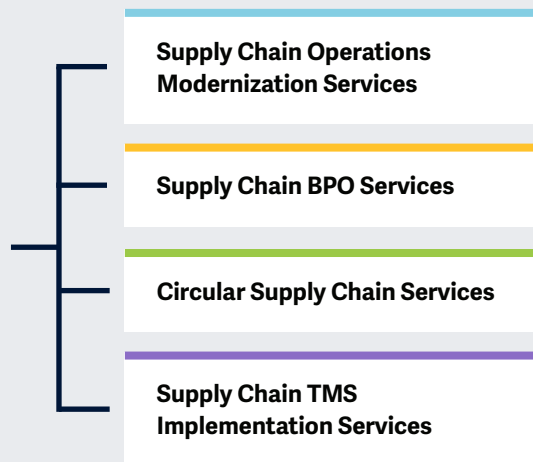 Supply Chain Operations
Modernization Services
Supply Chain BPO Services
Circular Supply Chain Services
Supply Chain TMS
Implementation Services